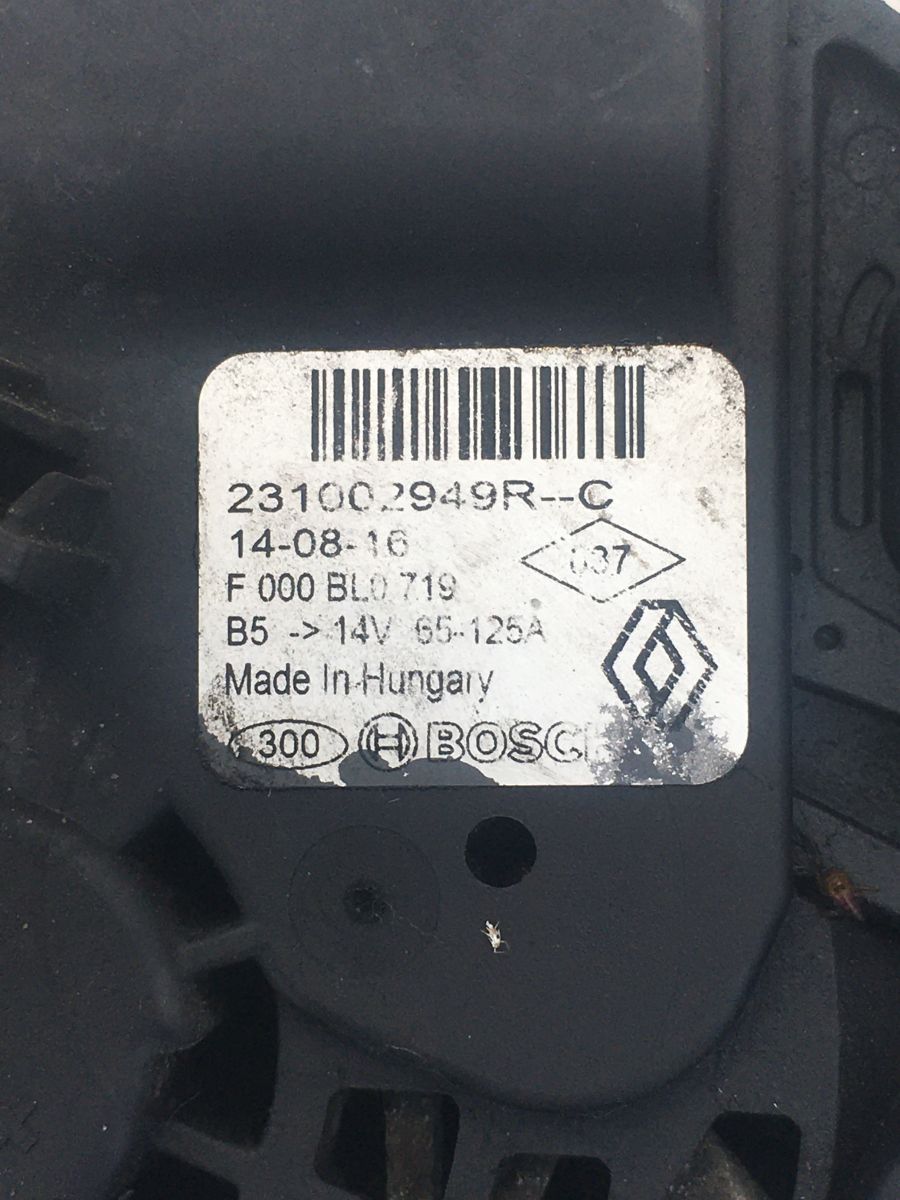 231002949R--C
14-08-16
037
F 000 BL0 719
B5 -> 14V 65-125A
Made In Hungary
300 BOSCH